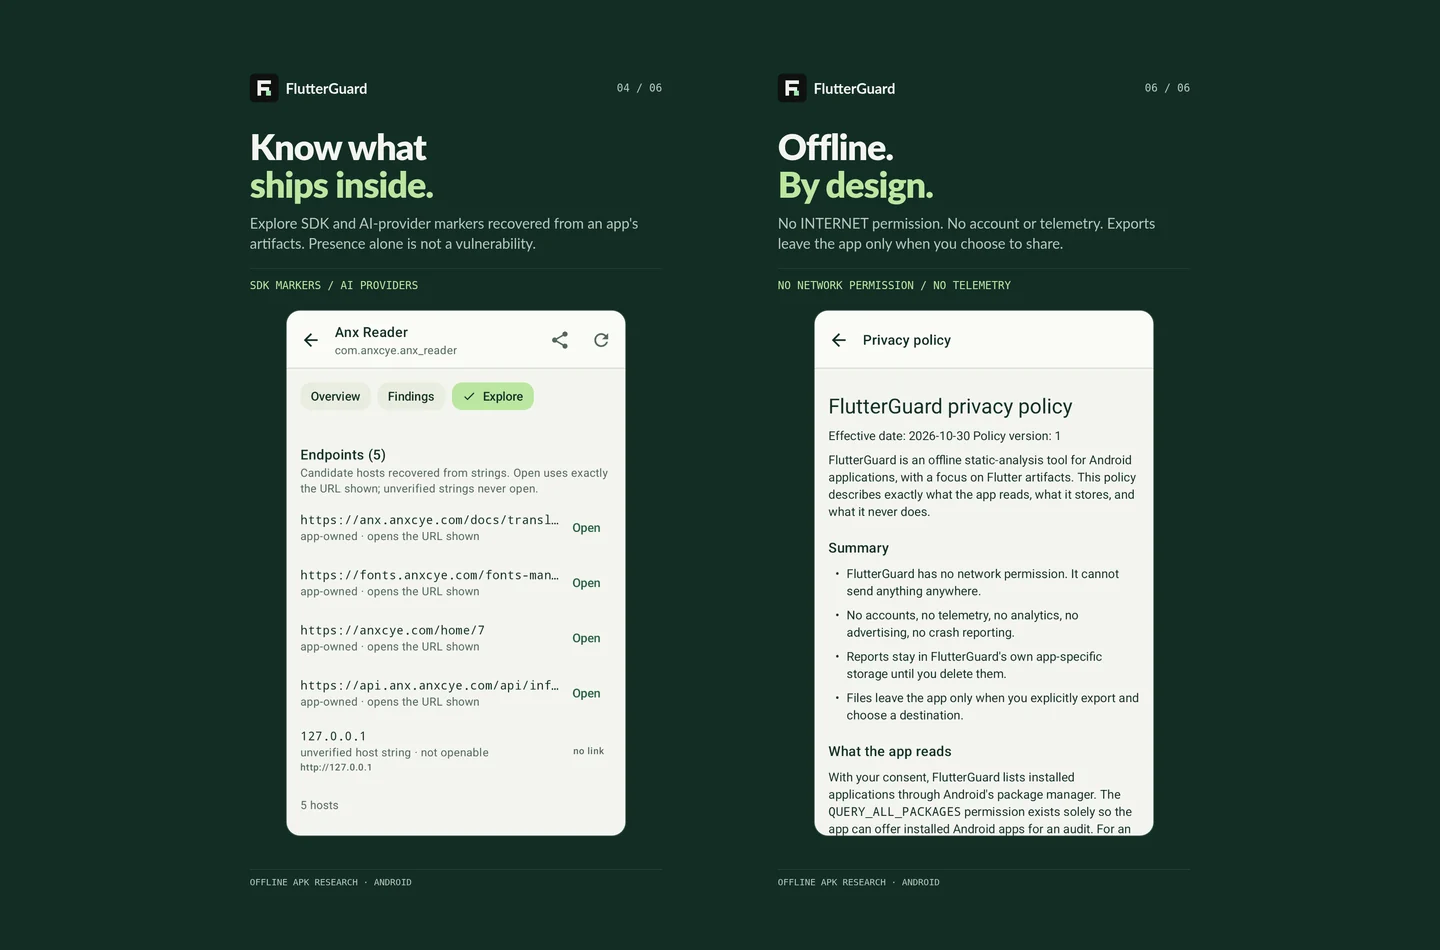 FlutterGuard
04 / 06
Know what
ships inside.
Explore SDK and AI-provider markers recovered from an app's
artifacts. Presence alone is not a vulnerability.
SDK MARKERS / AI PROVIDERS
Anx Reader
com.anxcye.anx_reader
Overview
Findings
Explore
Endpoints (5)
Candidate hosts recovered from strings. Open uses exactly
the URL shown; unverified strings never open.
https://anx.anxcye.com/docs/transl…
app-owned · opens the URL shown
Open
https://fonts.anxcye.com/fonts-man…
app-owned · opens the URL shown
Open
https://anxcye.com/home/7
app-owned · opens the URL shown
Open
https://api.anx.anxcye.com/api/inf…
app-owned · opens the URL shown
Open
127.0.0.1
unverified host string · not openable
http://127.0.0.1
no link
5 hosts
OFFLINE APK RESEARCH · ANDROID
FlutterGuard
06 / 06
Offline.
By design.
No INTERNET permission. No account or telemetry. Exports
leave the app only when you choose to share.
NO NETWORK PERMISSION / NO TELEMETRY
Privacy policy
FlutterGuard privacy policy
Effective date: 2026-10-30 Policy version: 1
FlutterGuard is an offline static-analysis tool for Android
applications, with a focus on Flutter artifacts. This policy
describes exactly what the app reads, what it stores, and
what it never does.
Summary
• FlutterGuard has no network permission. It cannot
send anything anywhere.
• No accounts, no telemetry, no analytics, no
advertising, no crash reporting.
• Reports stay in FlutterGuard's own app-specific
storage until you delete them.
• Files leave the app only when you explicitly export and
choose a destination.
What the app reads
With your consent, FlutterGuard lists installed
applications through Android's package manager. The
QUERY_ALL_PACKAGES permission exists solely so the
app can offer installed Android apps for an audit. For an
OFFLINE APK RESEARCH · ANDROID